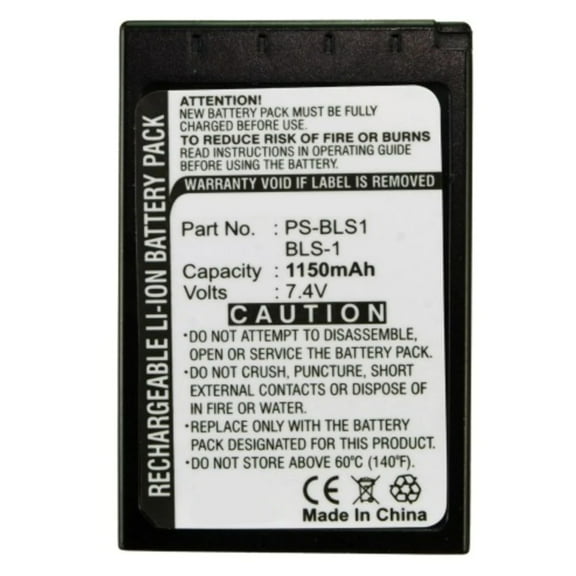 RECHARGEABLE LI-ION BATTERY PACK
ATTENTION!
NEW BATTERY PACK MUST BE FULLY
CHARGED BEFORE USE.
TO REDUCE RISK OF FIRE OR BURNS
READ INSTRUCTIONS IN OPERATING GUIDE
BEFORE USING THE BATTERY.
WARRANTY VOID IF LABEL IS REMOVED
Part No. : PS-BLS1
BLS-1
Capacity : 1150mAh
Volts : 7.4V
CAUTION
•DO NOT ATTEMPT TO DISASSEMBLE,
OPEN OR SERVICE THE BATTERY PACK.
•DO NOT CRUSH, PUNCTURE, SHORT
EXTERNAL CONTACTS OR DISPOSE OF
IN FIRE OR WATER.
•REPLACE ONLY WITH THE BATTERY
PACK DESIGNATED FOR THIS PRODUCT.
•DO NOT STORE ABOVE 60°C (140°F).
CE
Made In China